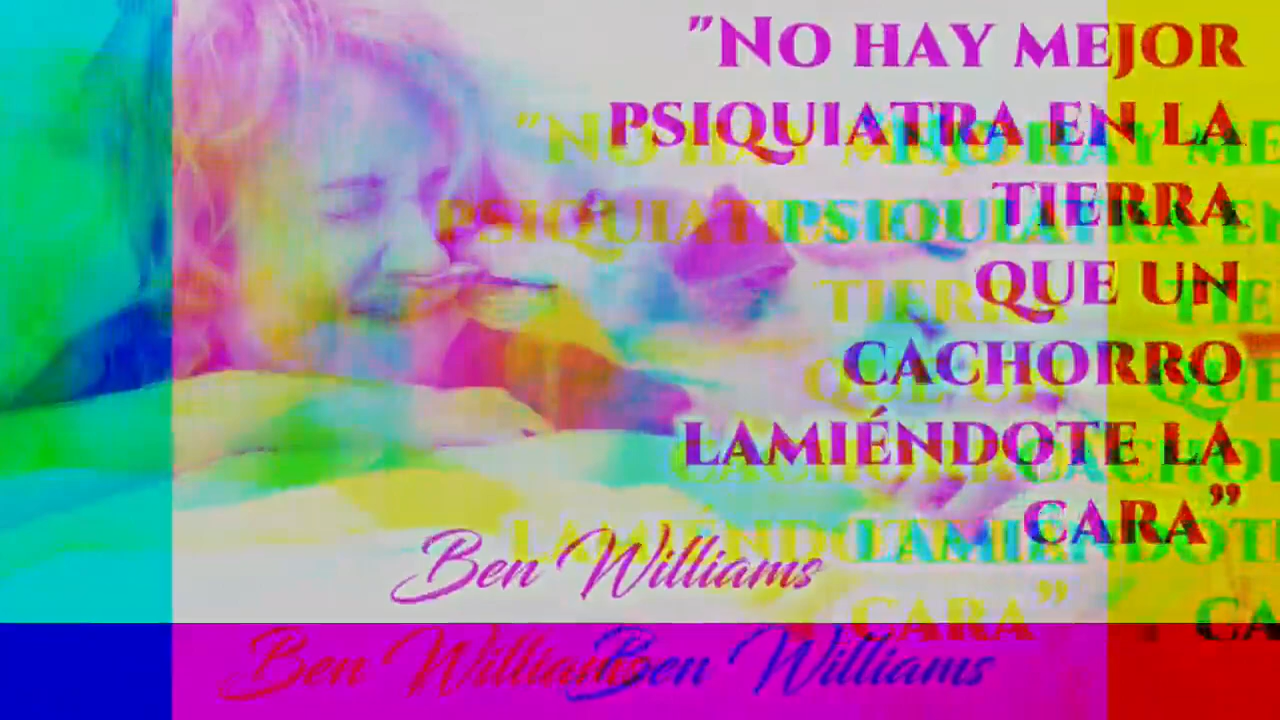 "No hay mejor
psiquiatra en la
tierra
que un
cachorro
lamiéndote la
cara”
Ben Williams